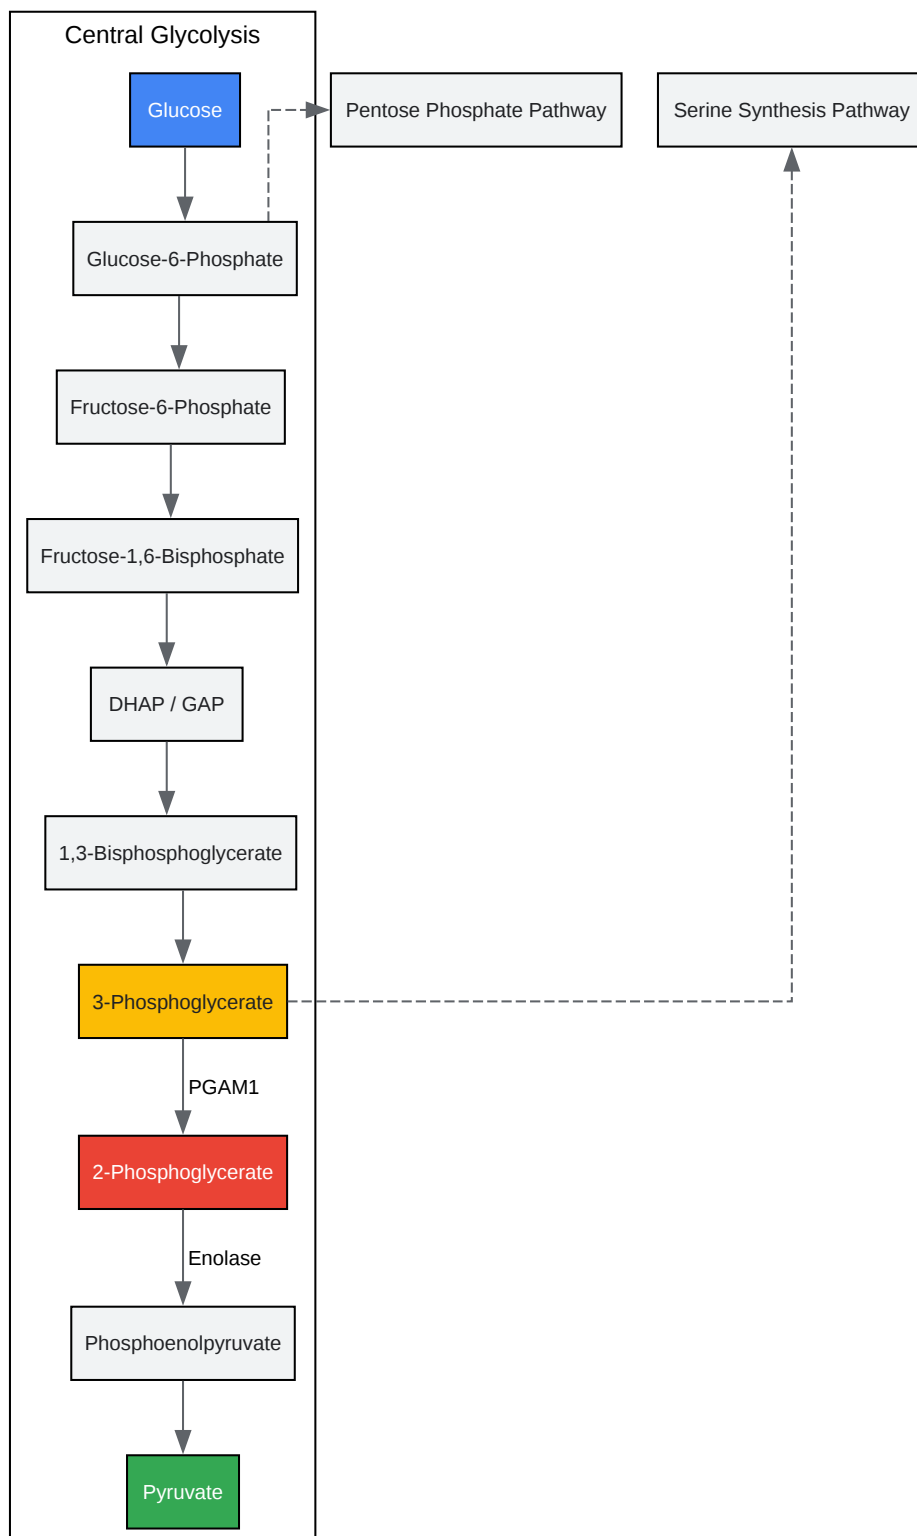 Central Glycolysis
Glucose
Pentose Phosphate Pathway
Serine Synthesis Pathway
Glucose-6-Phosphate
Fructose-6-Phosphate
Fructose-1,6-Bisphosphate
DHAP / GAP
1,3-Bisphosphoglycerate
3-Phosphoglycerate
PGAM1
2-Phosphoglycerate
Enolase
Phosphoenolpyruvate
Pyruvate